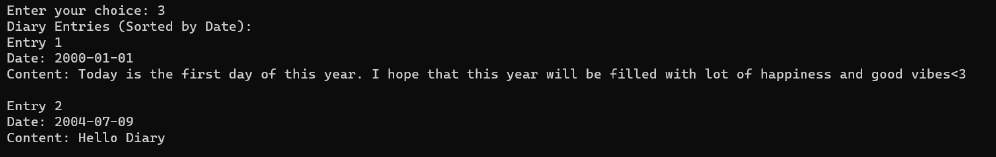 Enter your choice: 3
Diary Entries (Sorted by Date):
Entry 1
Date: 2000-01-01
Content: Today is the first day of this year. I hope that this year will be filled with lot of happiness and good vibes<3
Entry 2
Date: 2004-07-09
Content: Hello Diary